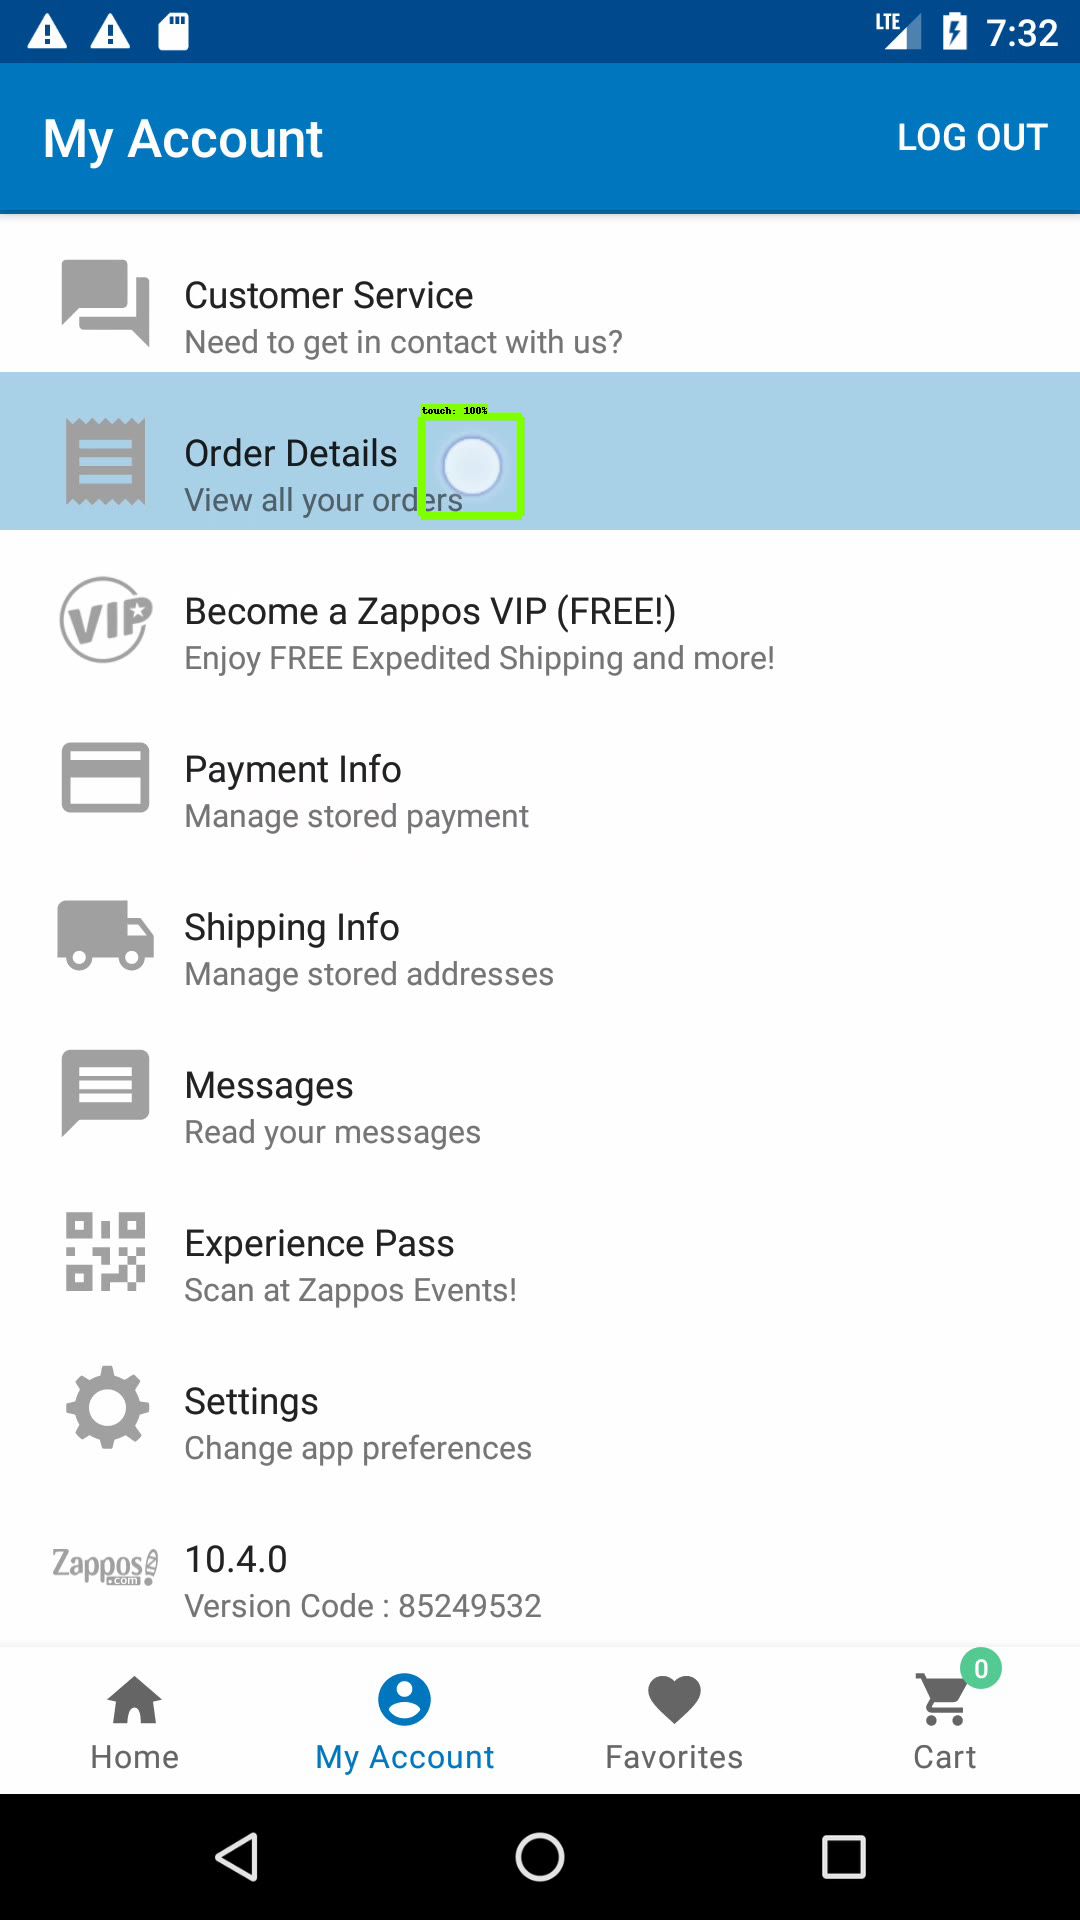 LTE 7:32
My Account LOG OUT
Customer Service
Need to get in contact with us?
touch: 100%
Order Details
View all your orders
VIP
Become a Zappos VIP (FREE!)
Enjoy FREE Expedited Shipping and more!
Payment Info
Manage stored payment
Shipping Info
Manage stored addresses
Messages
Read your messages
Experience Pass
Scan at Zappos Events!
Settings
Change app preferences
Zappos
.com
10.4.0
Version Code : 85249532
0
Home My Account Favorites Cart